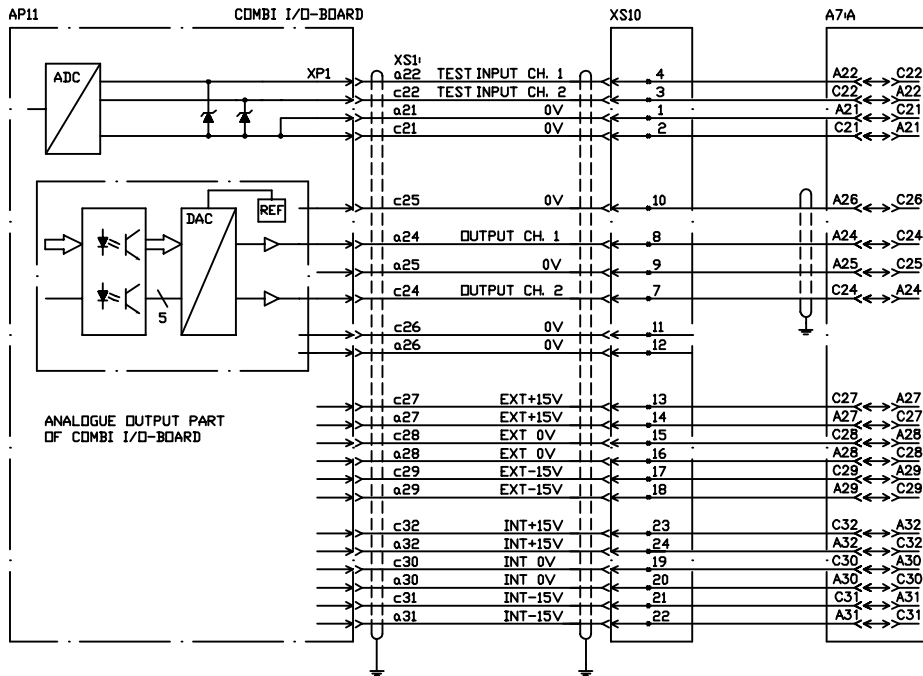 AP11 COMBI I/O-BOARD XS10 A7:A
ADC XP1 XS1:
a22 TEST INPUT CH. 1 4 A22 C22
c22 TEST INPUT CH. 2 3 C22 A22
a21 0V 1 A21 C21
c21 0V 2 C21 A21
c25 0V 10 A26 C26
DAC REF
a24 OUTPUT CH. 1 8 A24 C24
a25 0V 9 A25 C25
c24 OUTPUT CH. 2 7 C24 A24
5
c26 0V 11
a26 0V 12
c27 EXT+15V 13 C27 A27
ANALOGUE OUTPUT PART
a27 EXT+15V 14 A27 C27
OF COMBI I/O-BOARD
c28 EXT 0V 15 C28 A28
a28 EXT 0V 16 A28 C28
c29 EXT-15V 17 C29 A29
a29 EXT-15V 18 A29 C29
c32 INT+15V 23 C32 A32
a32 INT+15V 24 A32 C32
c30 INT 0V 19 C30 A30
a30 INT 0V 20 A30 C30
c31 INT-15V 21 C31 A31
a31 INT-15V 22 A31 C31